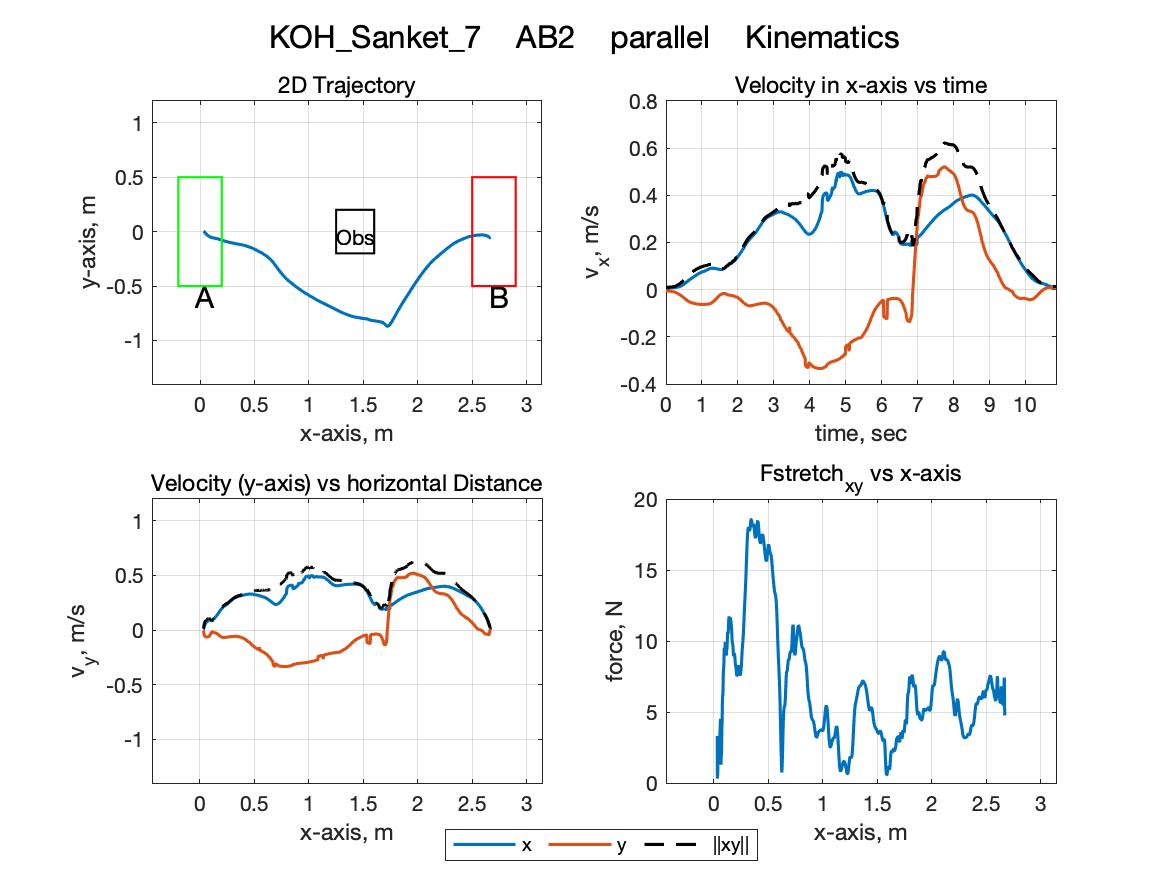 KOH_Sanket_7 AB2 parallel Kinematics
2D Trajectory
1
0.5
0
-0.5
-1
y-axis, m
A
Obs
B
0 0.5 1 1.5 2 2.5 3
x-axis, m
Velocity in x-axis vs time
0.8
0.6
0.4
0.2
0
-0.2
-0.4
vx, m/s
0 1 2 3 4 5 6 7 8 9 10
time, sec
Velocity (y-axis) vs horizontal Distance
1
0.5
0
-0.5
-1
vy, m/s
0 0.5 1 1.5 2 2.5 3
x-axis, m
Fstretchxy vs x-axis
20
15
10
5
0
force, N
0 0.5 1 1.5 2 2.5 3
x-axis, m
x y ||xy||